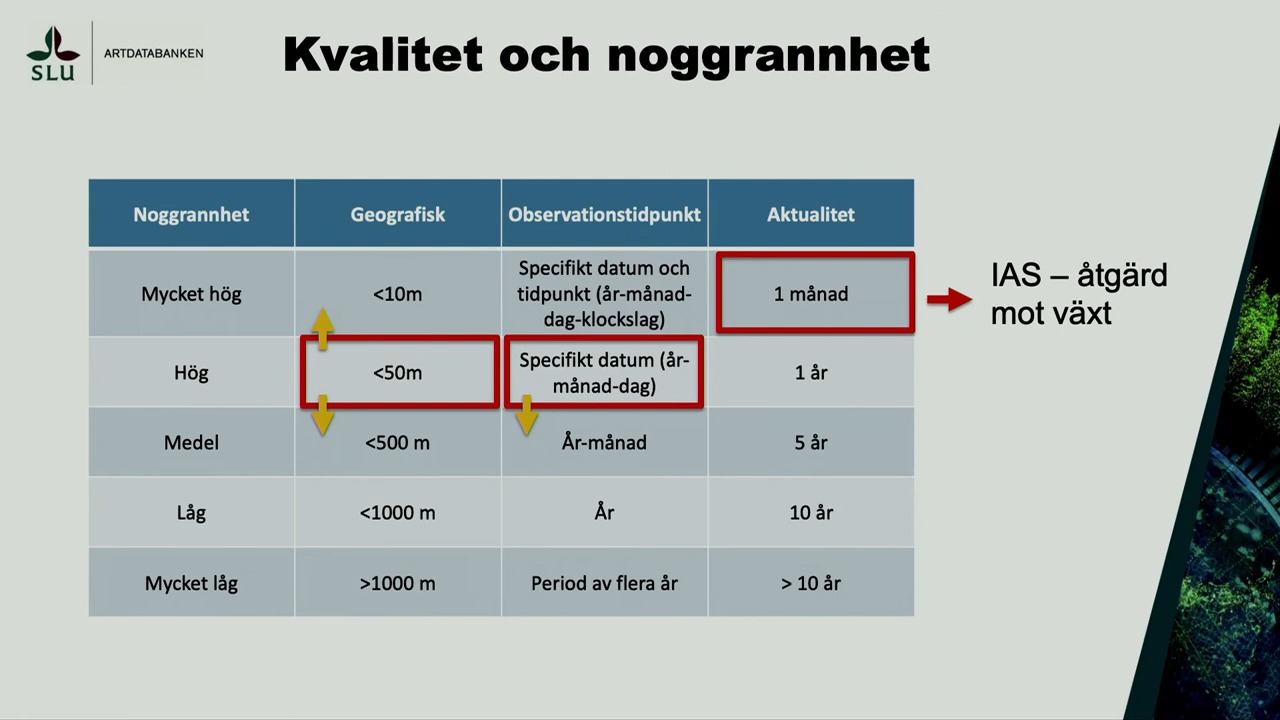 SLU
ARTDATABANKEN
Kvalitet och noggrannhet
Noggrannhet
Geografisk
Observationstidpunkt
Aktualitet
Mycket hög
<10m
Specifikt datum och
tidpunkt (år-månad-
dag-klockslag)
1 månad
Hög
<50m
Specifikt datum (år-
månad-dag)
1 år
Medel
<500 m
År-månad
5 år
Låg
<1000 m
År
10 år
Mycket låg
>1000 m
Period av flera år
> 10 år
IAS – åtgärd
mot växt